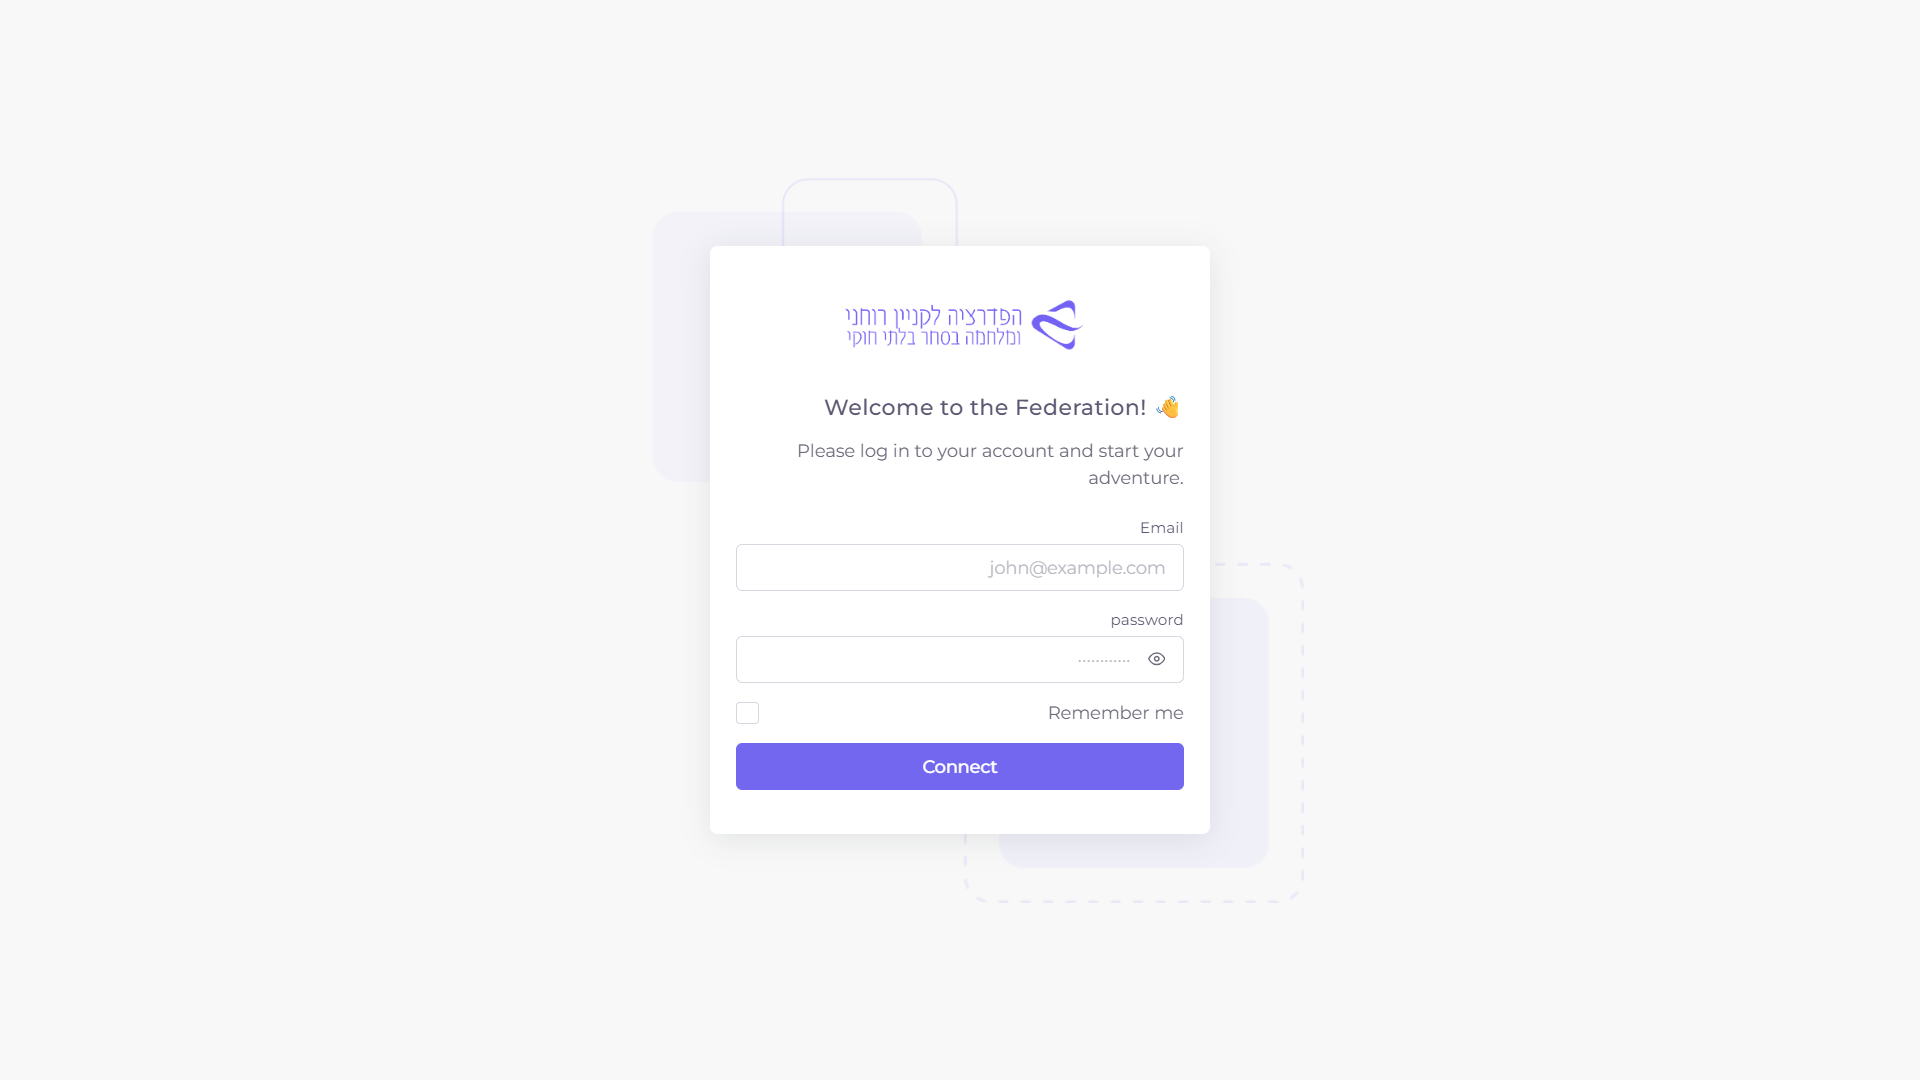 הפדרציה לקניין רוחני
ומלחמה בסחר בלתי חוקי
Welcome to the Federation! 👋
Please log in to your account and start your
adventure.
Email
john@example.com
password
············
Remember me
Connect